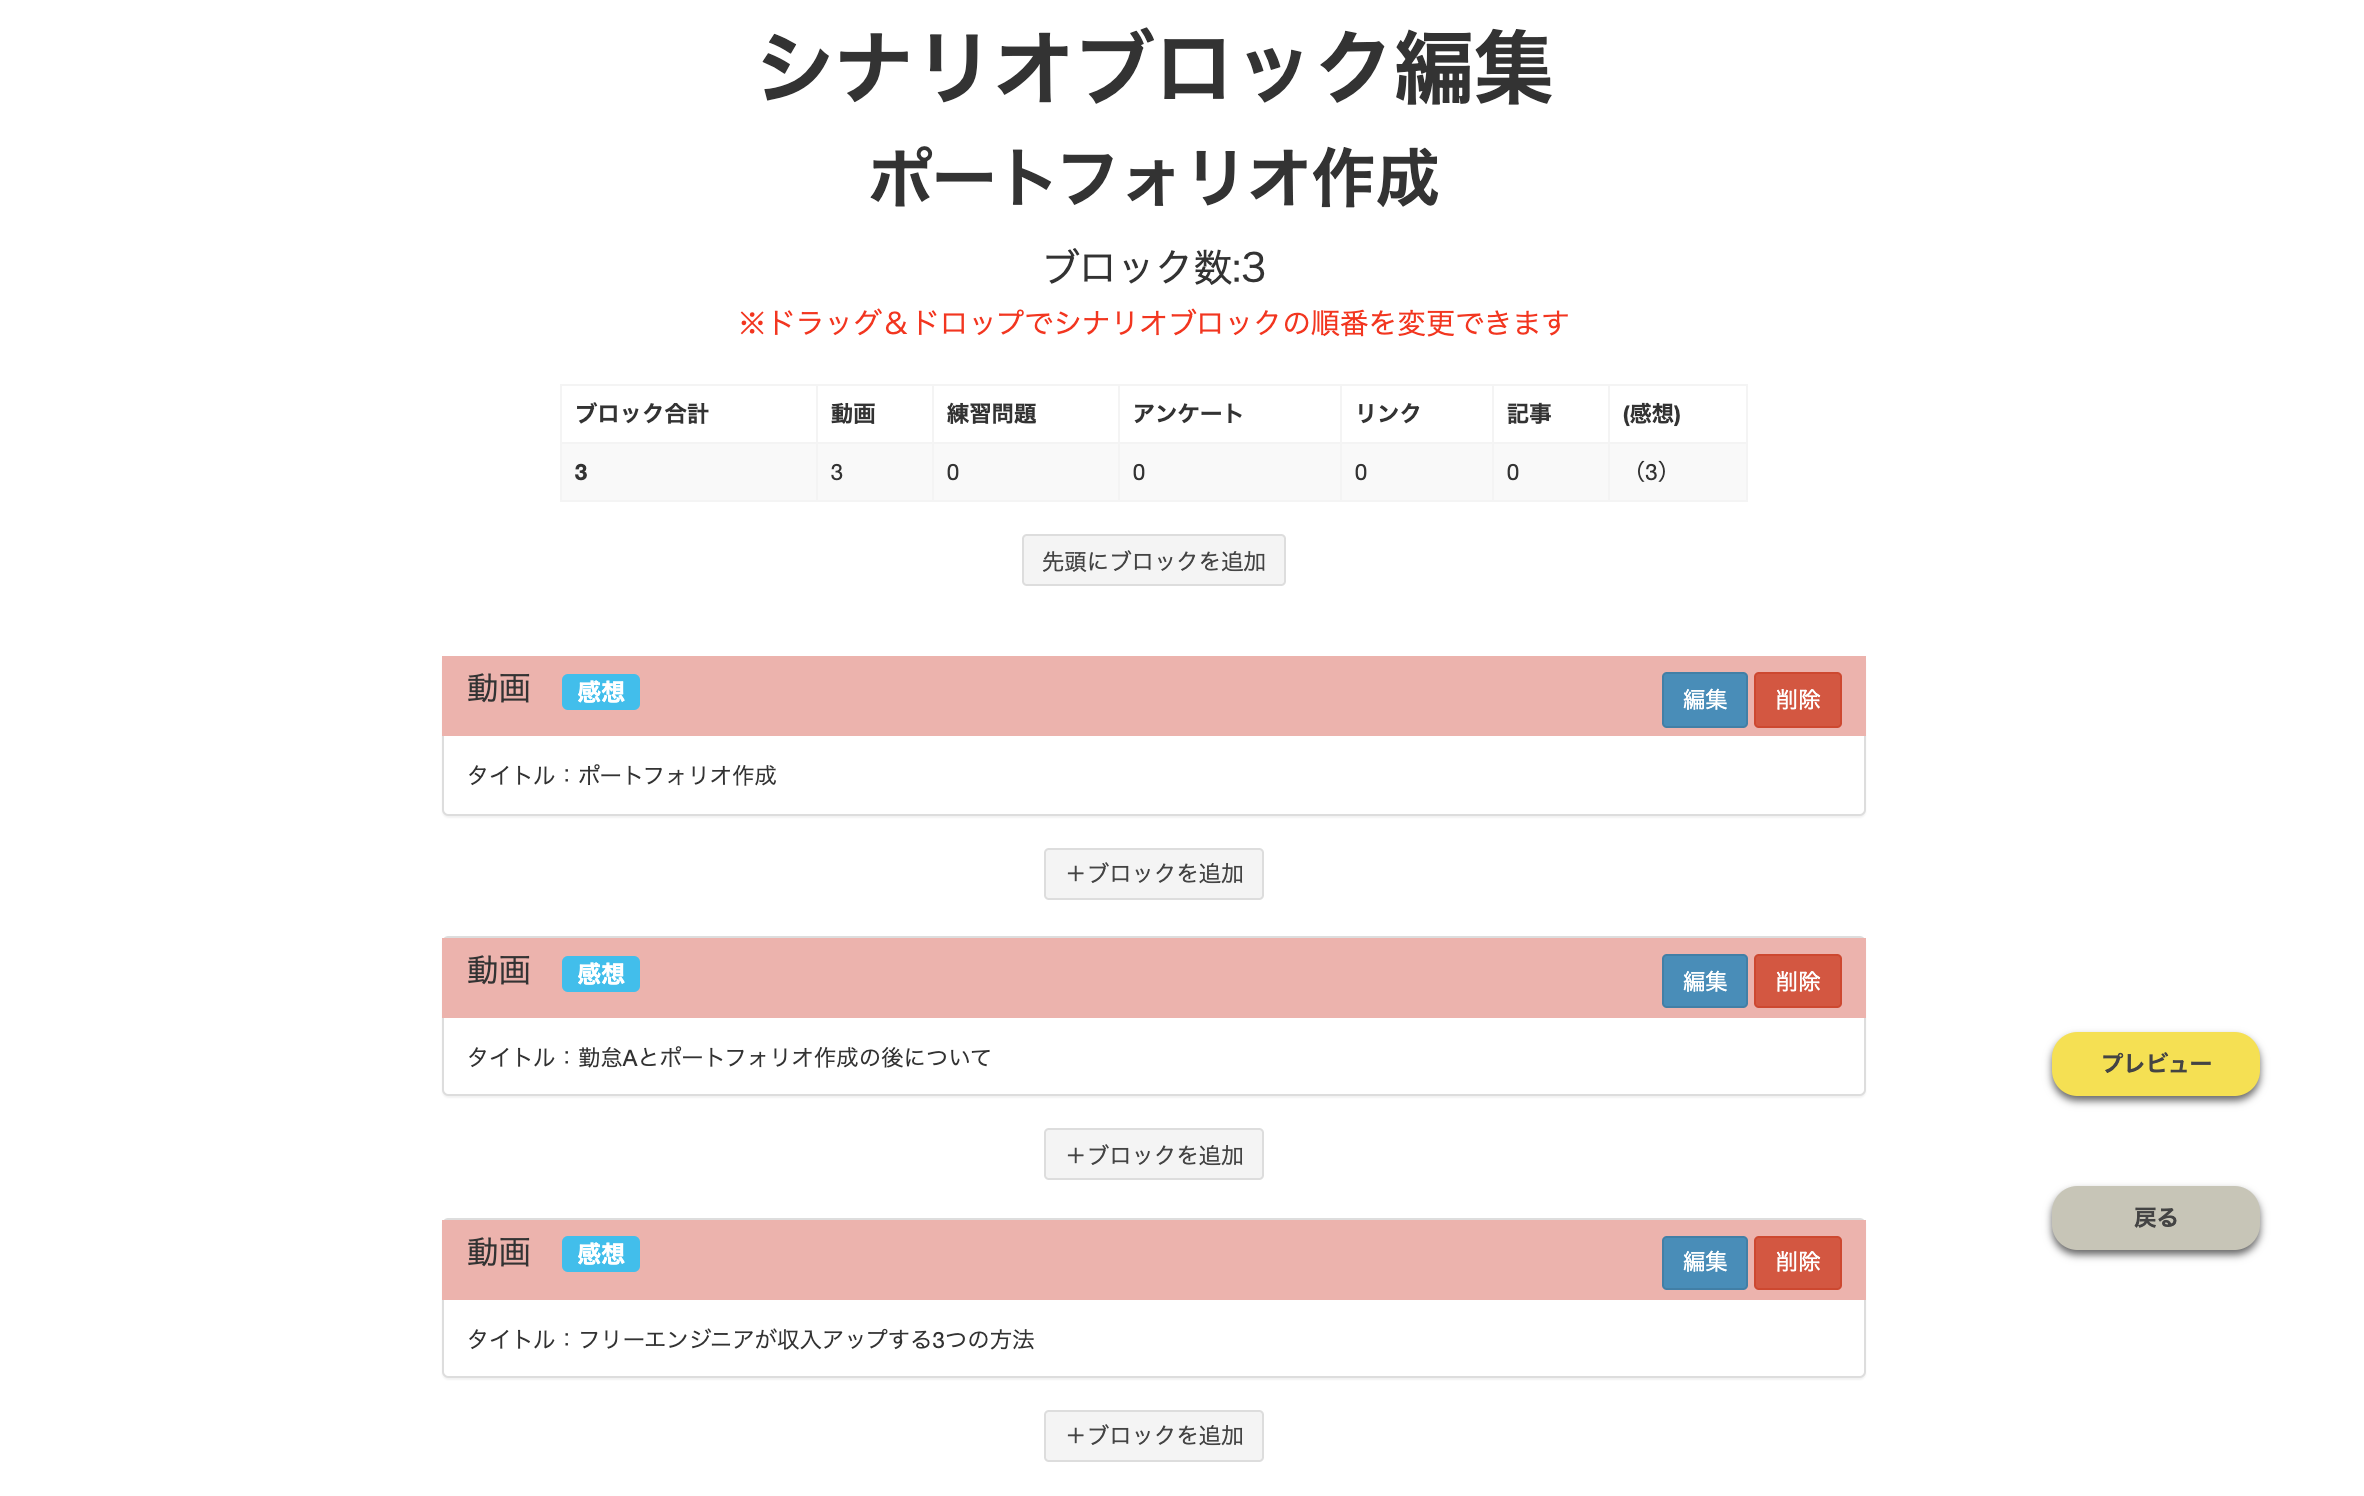 シナリオブロック編集
ポートフォリオ作成
ブロック数:3
※ドラッグ＆ドロップでシナリオブロックの順番を変更できます
ブロック合計 動画 練習問題 アンケート リンク 記事 (感想)
3 3 0 0 0 0 （3）
先頭にブロックを追加
動画 感想 編集 削除
タイトル：ポートフォリオ作成
＋ブロックを追加
動画 感想 編集 削除
タイトル：勤怠Aとポートフォリオ作成の後について
プレビュー
＋ブロックを追加
戻る
動画 感想 編集 削除
タイトル：フリーエンジニアが収入アップする3つの方法
＋ブロックを追加